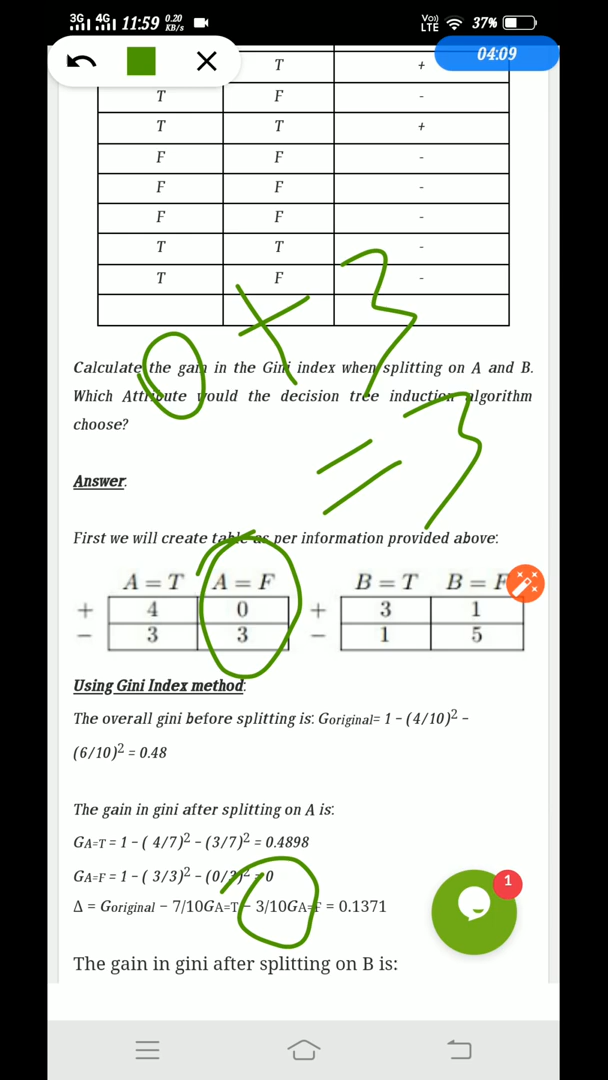 3G 4G 11:59 0.20 KB/s Vo)) LTE 37%
04:09
T +
T F -
T T +
F F -
F F -
F F -
T T -
T F -
0 + 3
= 3
Calculate the gain in the Gini index when splitting on A and B.
Which Attribute would the decision tree induction algorithm
choose?
Answer.
First we will create table as per information provided above:
A = T A = F B = T B = F
+ 4 0 + 3 1
− 3 3 − 1 5
Using Gini Index method:
The overall gini before splitting is: Goriginal= 1 - (4/10)2 -
(6/10)2 = 0.48
The gain in gini after splitting on A is:
GA=T = 1 - ( 4/7)2 - (3/7)2 = 0.4898
GA=F = 1 - ( 3/3)2 - (0/3)2 = 0
Δ = Goriginal − 7/10GA=T − 3/10GA=F = 0.1371
1
The gain in gini after splitting on B is: